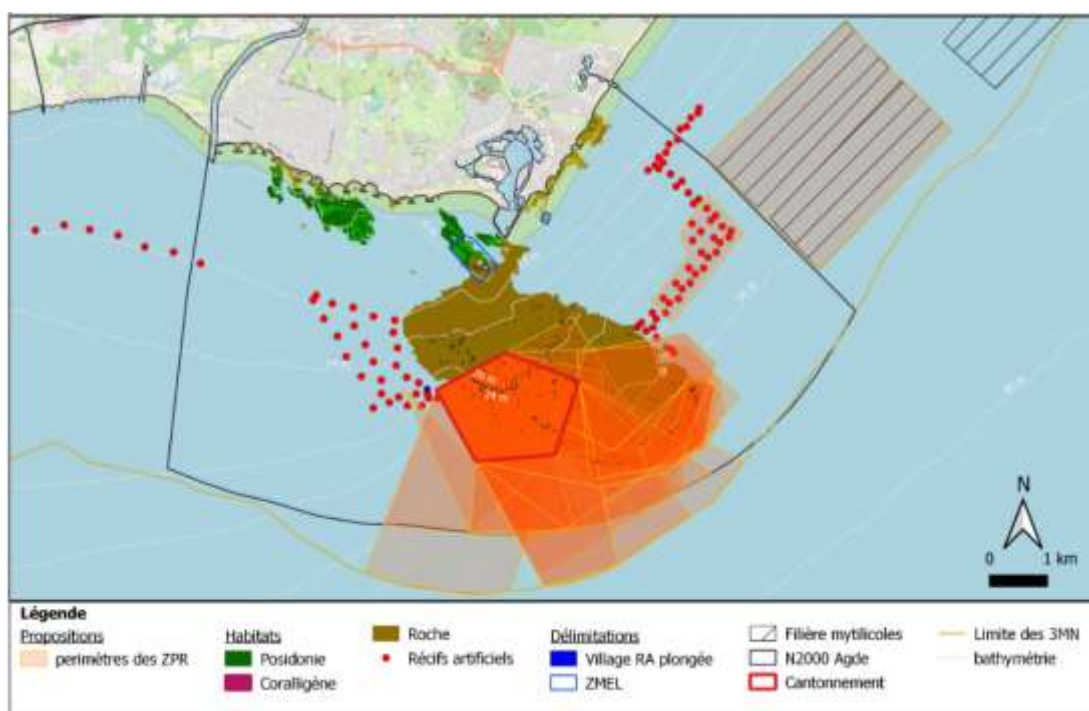 24 m
N
0 1 km
Légende
Propositions
perimètres des ZPR
Habitats
Posidonie
Coralligène
Roche
Récifs artificiels
Délimitations
Village RA plongée
ZMEL
Filière mytilicoles
N2000 Agde
Cantonnement
Limite des 3MN
bathymétrie